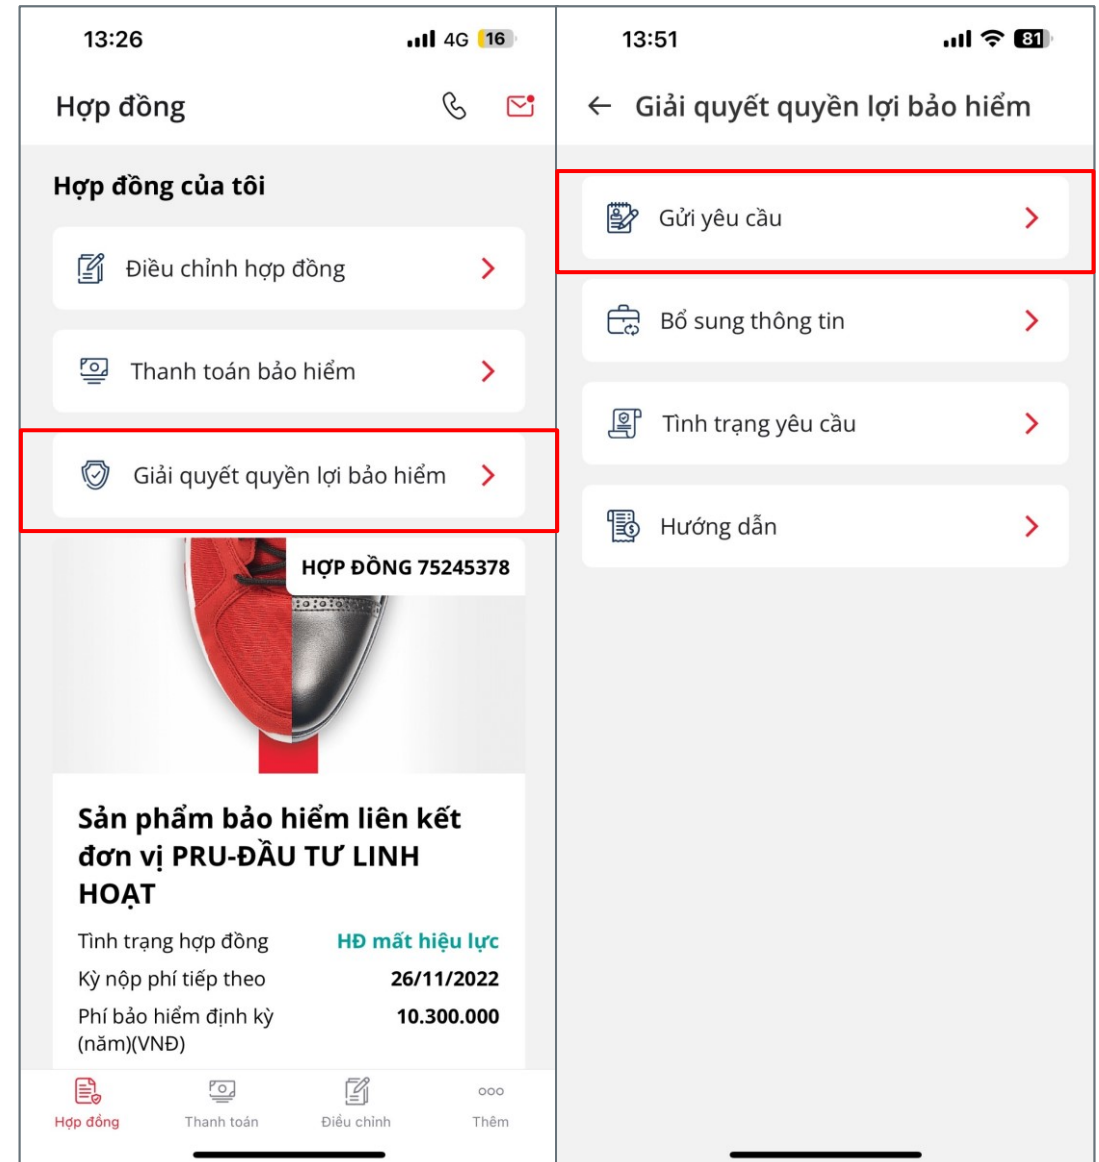 13:26
4G 16
Hợp đồng
Hợp đồng của tôi
Điều chỉnh hợp đồng
Thanh toán bảo hiểm
Giải quyết quyền lợi bảo hiểm
HỢP ĐỒNG 75245378
Sản phẩm bảo hiểm liên kết
đơn vị PRU-ĐẦU TƯ LINH
HOẠT
Tình trạng hợp đồng HĐ mất hiệu lực
Kỳ nộp phí tiếp theo 26/11/2022
Phí bảo hiểm định kỳ 10.300.000
(năm)(VNĐ)
Hợp đồng Thanh toán Điều chỉnh Thêm
13:51
81
Giải quyết quyền lợi bảo hiểm
Gửi yêu cầu
Bổ sung thông tin
Tình trạng yêu cầu
Hướng dẫn